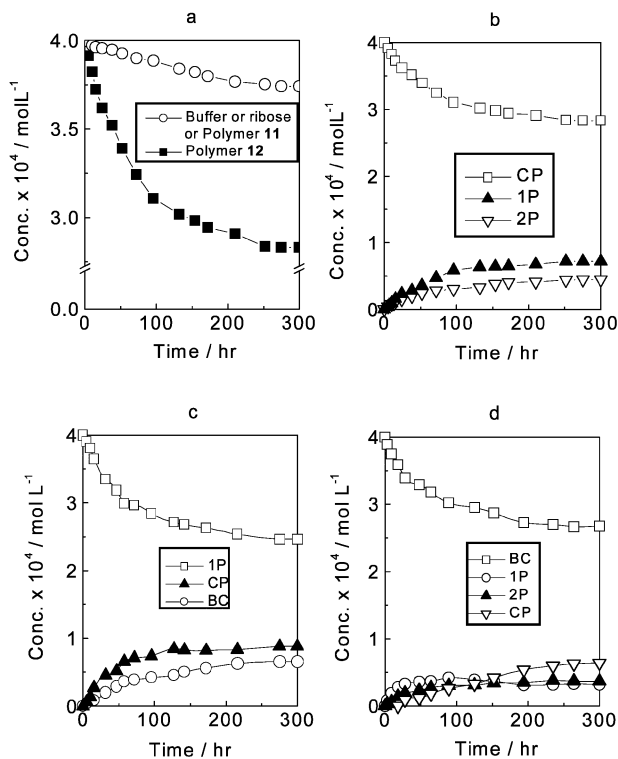 a
Conc. x 10⁴ / molL⁻¹
4.0
3.75
3.0
0.0
Buffer or ribose
or Polymer 11
Polymer 12
0 100 200 300
Time / hr
b
Conc. x 10⁴ / molL⁻¹
4
3
2
1
0
CP
1P
2P
0 100 200 300
Time / hr
c
Conc. x 10⁴ / mol L⁻¹
4
3
2
1
0
1P
CP
BC
0 100 200 300
Time / hr
d
Conc. x 10⁴ / mol L⁻¹
4
3
2
1
0
BC
1P
2P
CP
0 100 200 300
Time / hr